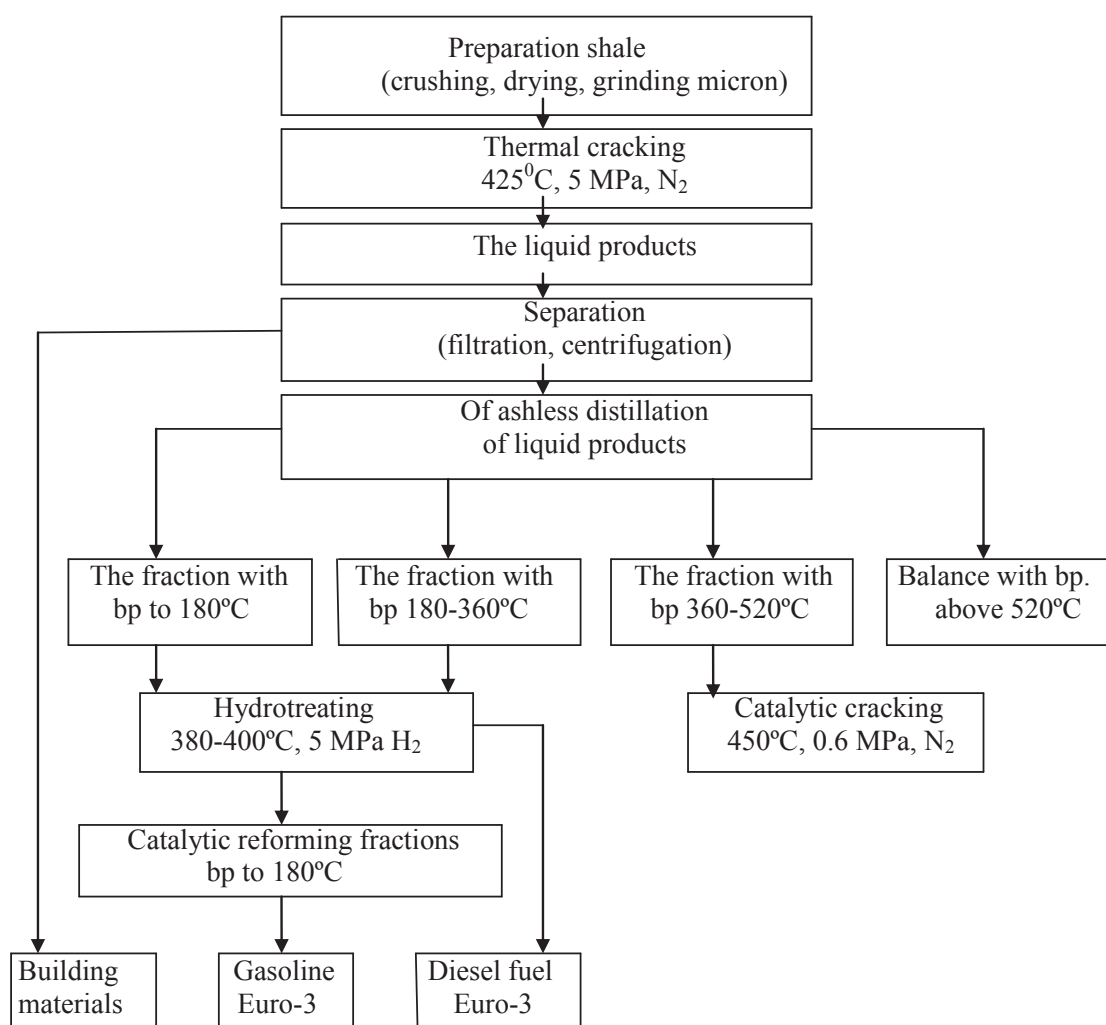 Preparation shale
(crushing, drying, grinding micron)
Thermal cracking
425⁰C, 5 MPa, N₂
The liquid products
Separation
(filtration, centrifugation)
Of ashless distillation
of liquid products
The fraction with
bp to 180ºC
The fraction with
bp 180-360ºC
The fraction with
bp 360-520ºC
Balance with bp.
above 520ºC
Hydrotreating
380-400ºC, 5 MPa H₂
Catalytic cracking
450ºC, 0.6 MPa, N₂
Catalytic reforming fractions
bp to 180ºC
Building
materials
Gasoline
Euro-3
Diesel fuel
Euro-3